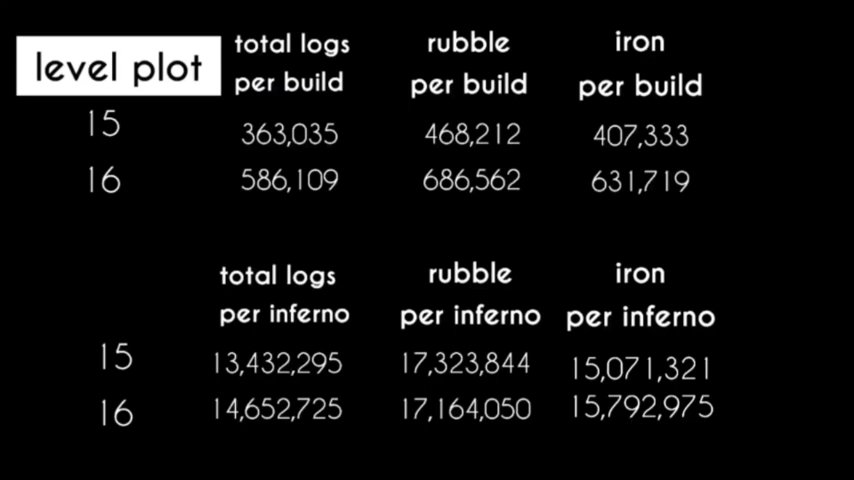 level plot total logs per build rubble per build iron per build
15 363,035 468,212 407,333
16 586,109 686,562 631,719
total logs per inferno rubble per inferno iron per inferno
15 13,432,295 17,323,844 15,071,321
16 14,652,725 17,164,050 15,792,975